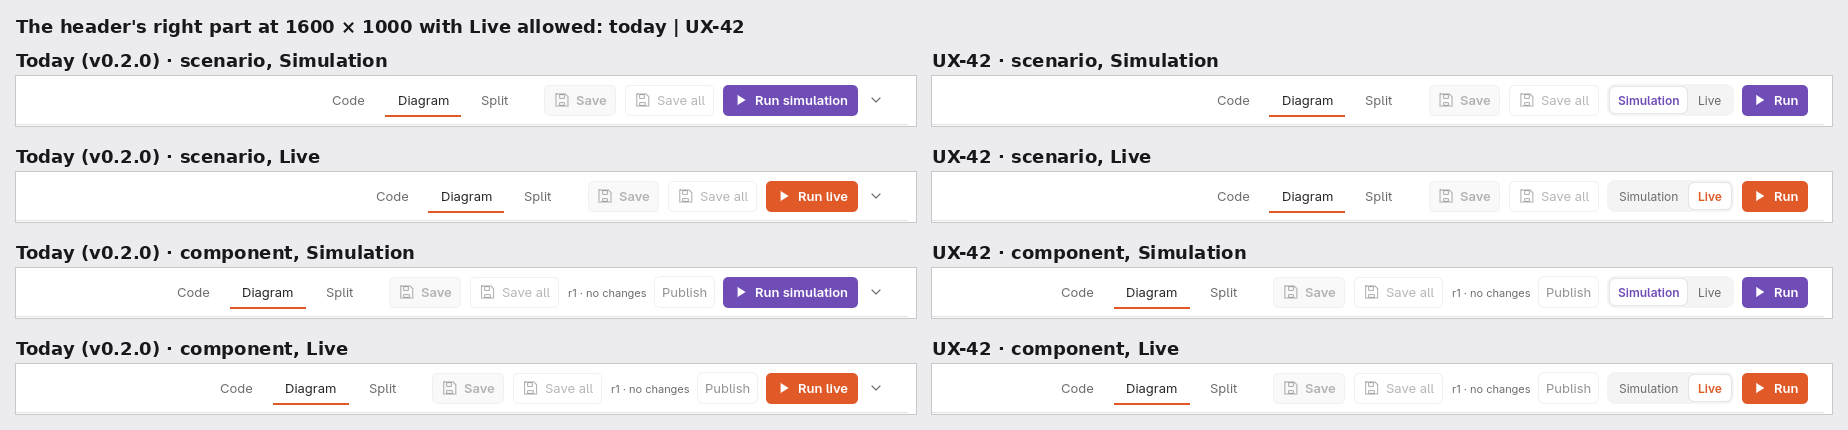 The header's right part at 1600 × 1000 with Live allowed: today | UX-42
Today (v0.2.0) · scenario, Simulation
Code Diagram Split Save Save all Run simulation
UX-42 · scenario, Simulation
Code Diagram Split Save Save all Simulation Live Run
Today (v0.2.0) · scenario, Live
Code Diagram Split Save Save all Run live
UX-42 · scenario, Live
Code Diagram Split Save Save all Simulation Live Run
Today (v0.2.0) · component, Simulation
Code Diagram Split Save Save all r1 · no changes Publish Run simulation
UX-42 · component, Simulation
Code Diagram Split Save Save all r1 · no changes Publish Simulation Live Run
Today (v0.2.0) · component, Live
Code Diagram Split Save Save all r1 · no changes Publish Run live
UX-42 · component, Live
Code Diagram Split Save Save all r1 · no changes Publish Simulation Live Run